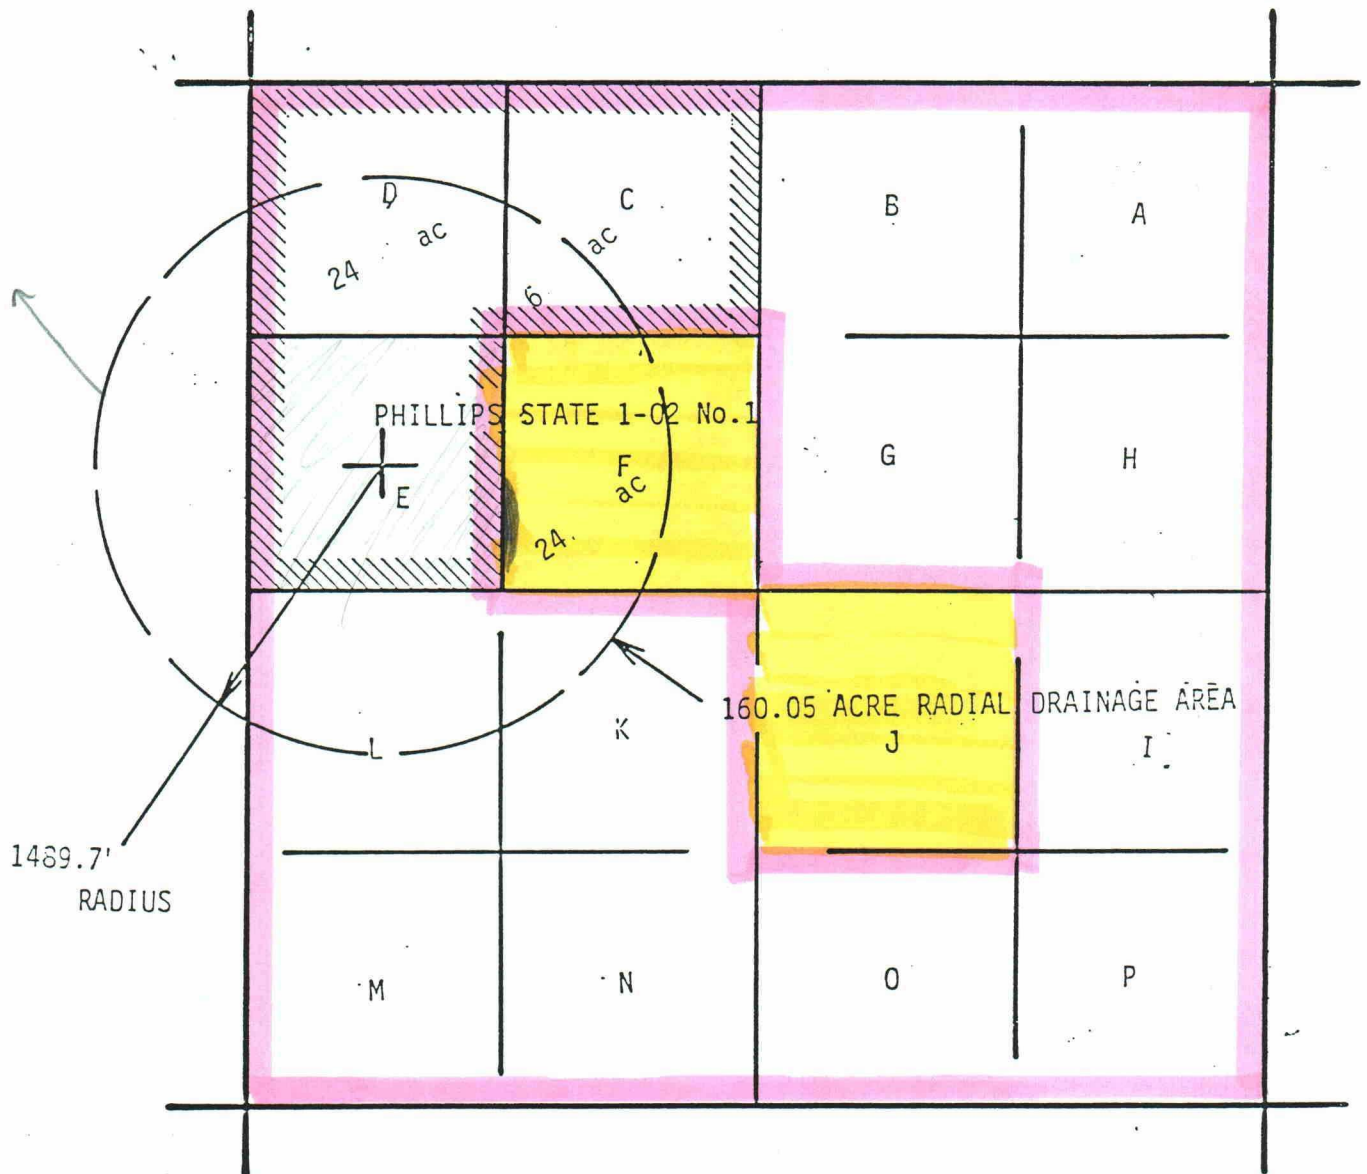 D
C
B
A
24 ac
6 ac
PHILLIPS STATE 1-02 No.1
E
F
G
H
24. ac
160.05 ACRE RADIAL DRAINAGE AREA
L
K
J
I
1489.7'
RADIUS
M
N
O
P